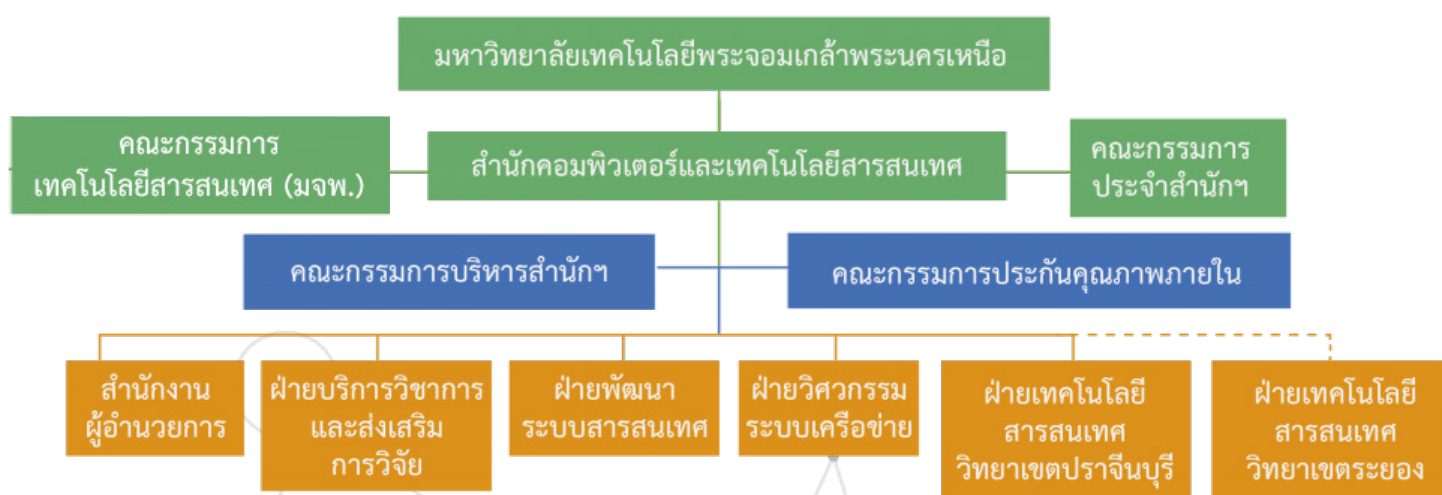 มหาวิทยาลัยเทคโนโลยีพระจอมเกล้าพระนครเหนือ
คณะกรรมการ
เทคโนโลยีสารสนเทศ (มจพ.)
สำนักคอมพิวเตอร์และเทคโนโลยีสารสนเทศ
คณะกรรมการ
ประจำสำนักฯ
คณะกรรมการบริหารสำนักฯ
คณะกรรมการประกันคุณภาพภายใน
สำนักงาน
ผู้อำนวยการ
ฝ่ายบริการวิชาการ
และส่งเสริม
การวิจัย
ฝ่ายพัฒนา
ระบบสารสนเทศ
ฝ่ายวิศวกรรม
ระบบเครือข่าย
ฝ่ายเทคโนโลยี
สารสนเทศ
วิทยาเขตปราจีนบุรี
ฝ่ายเทคโนโลยี
สารสนเทศ
วิทยาเขตระยอง